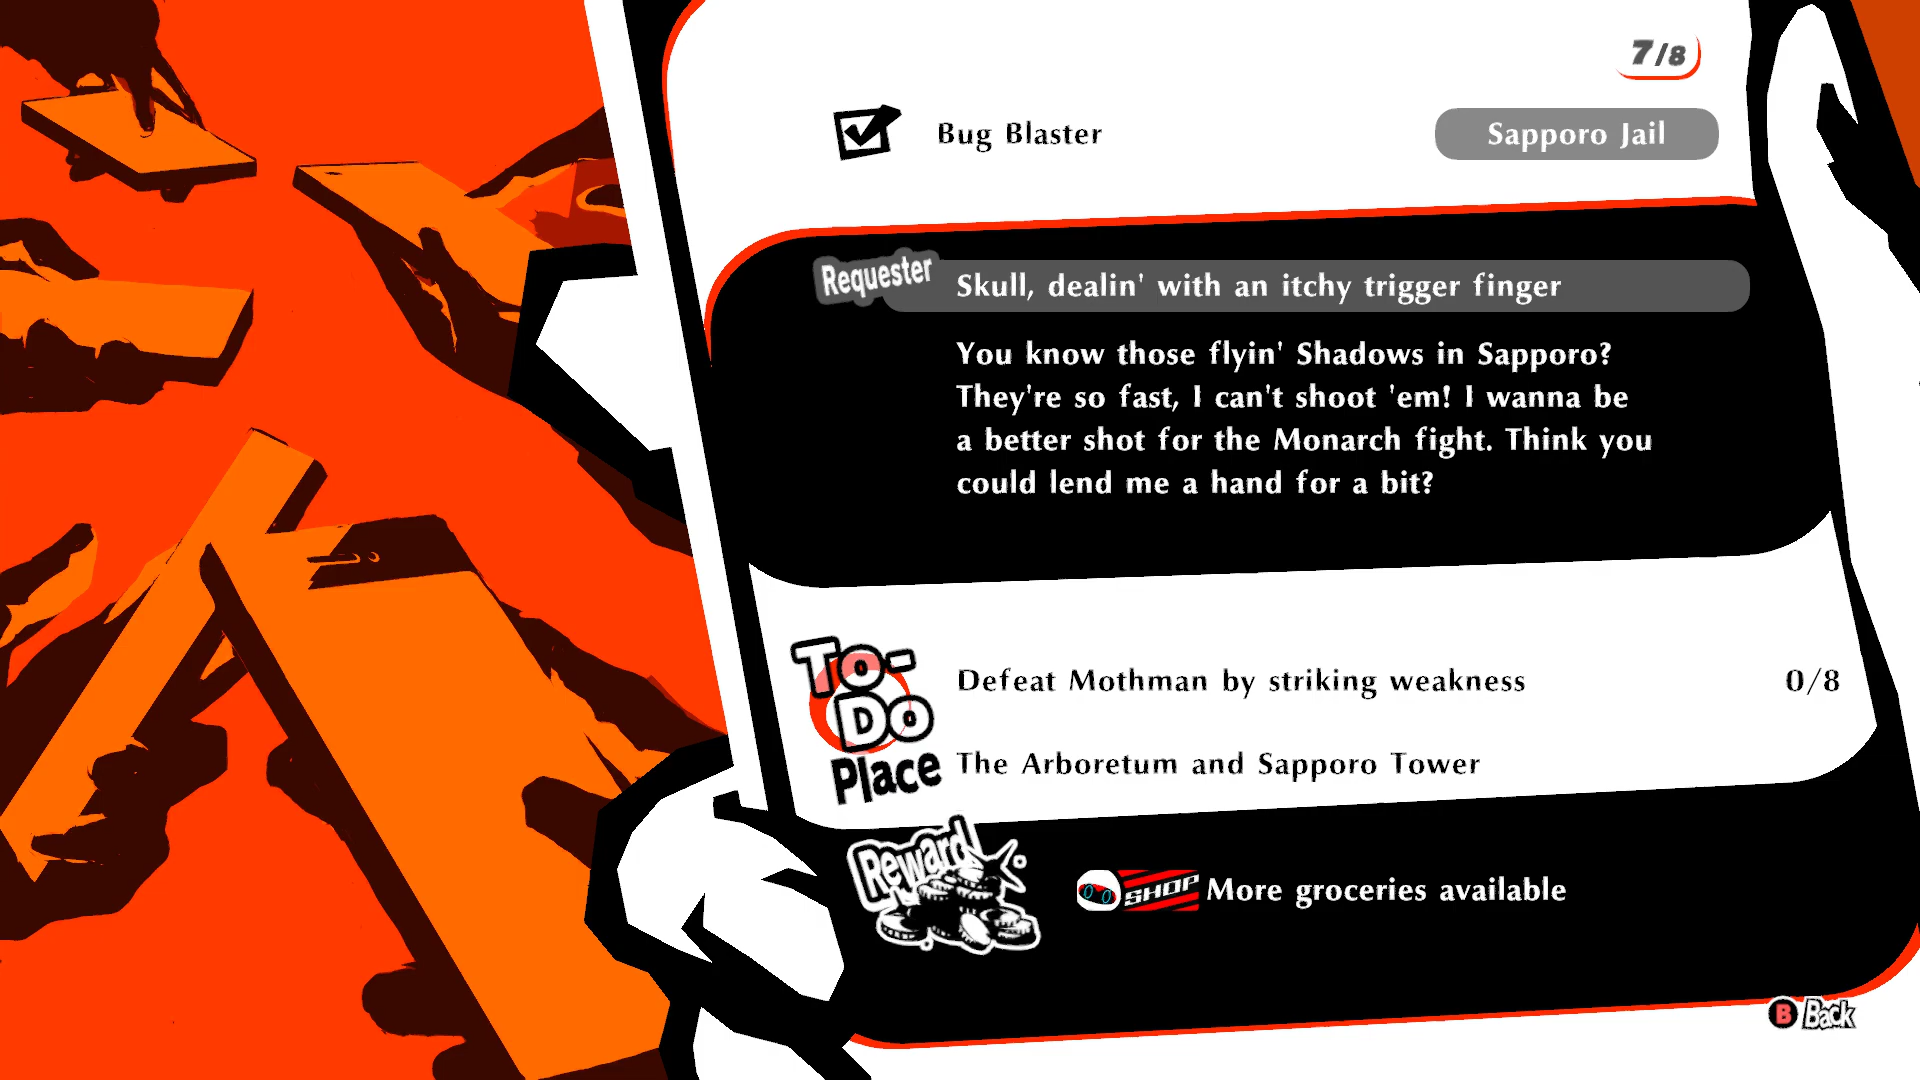 7/8
Bug Blaster
Sapporo Jail
Requester
Skull, dealin' with an itchy trigger finger
You know those flyin' Shadows in Sapporo?
They're so fast, I can't shoot 'em! I wanna be
a better shot for the Monarch fight. Think you
could lend me a hand for a bit?
To-
Do
Defeat Mothman by striking weakness 0/8
Place
The Arboretum and Sapporo Tower
Reward
SHOP More groceries available
B Back